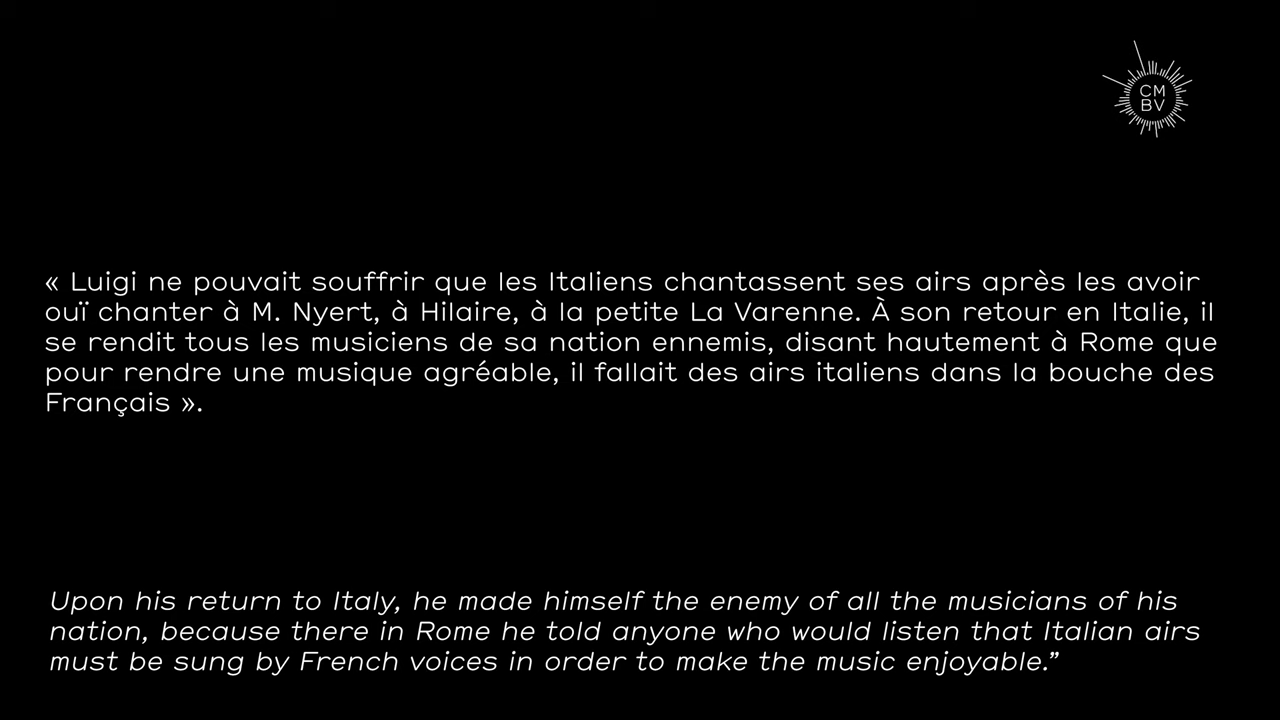 CM
BV
« Luigi ne pouvait souffrir que les Italiens chantassent ses airs après les avoir
ouï chanter à M. Nyert, à Hilaire, à la petite La Varenne. À son retour en Italie, il
se rendit tous les musiciens de sa nation ennemis, disant hautement à Rome que
pour rendre une musique agréable, il fallait des airs italiens dans la bouche des
Français ».
Upon his return to Italy, he made himself the enemy of all the musicians of his
nation, because there in Rome he told anyone who would listen that Italian airs
must be sung by French voices in order to make the music enjoyable.”